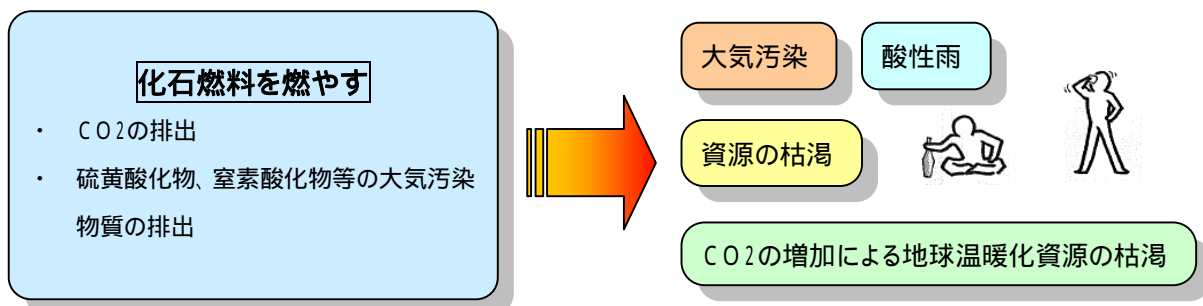 化石燃料を燃やす
・ CO2の排出
・ 硫黄酸化物、窒素酸化物等の大気汚染
物質の排出
大気汚染
酸性雨
資源の枯渇
CO2の増加による地球温暖化資源の枯渇